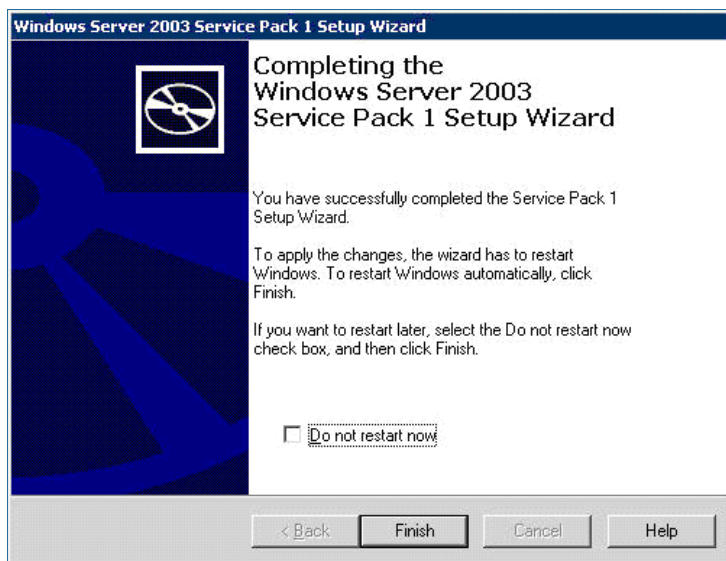 Windows Server 2003 Service Pack 1 Setup Wizard
Completing the
Windows Server 2003
Service Pack 1 Setup Wizard
You have successfully completed the Service Pack 1
Setup Wizard.
To apply the changes, the wizard has to restart
Windows. To restart Windows automatically, click
Finish.
If you want to restart later, select the Do not restart now
check box, and then click Finish.
Do not restart now
< Back Finish Cancel Help